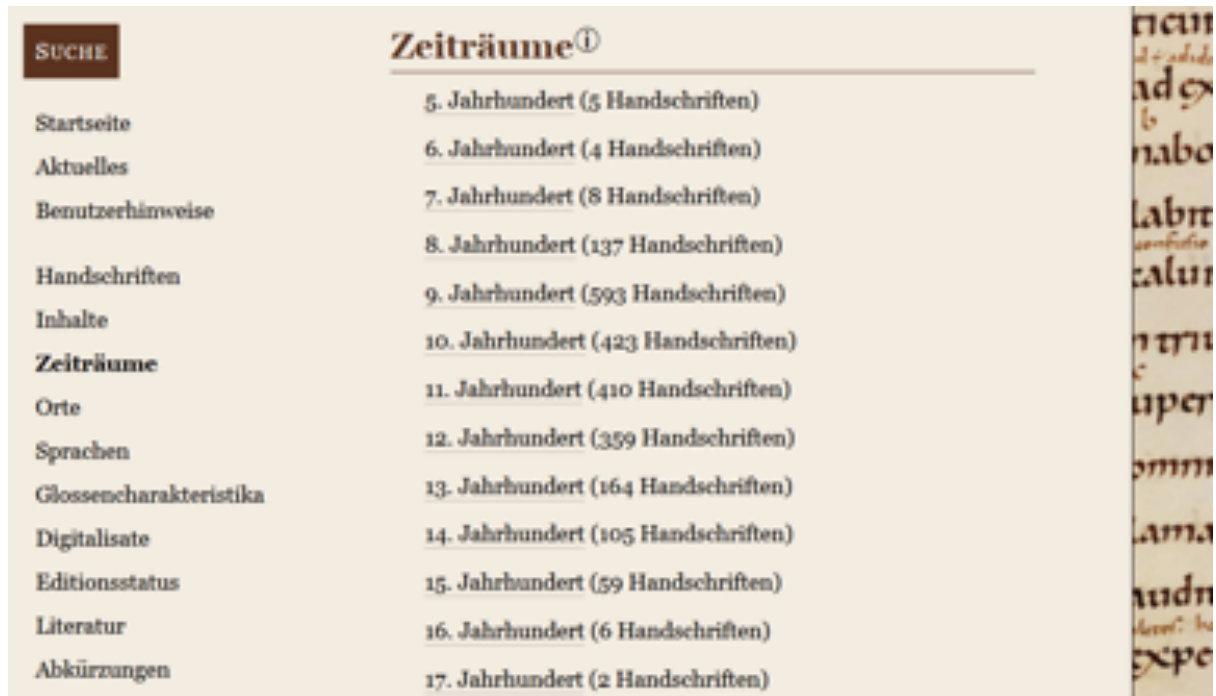 SUCHE
Startseite
Aktuelles
Benutzerhinweise
Handschriften
Inhalte
Zeiträume
Orte
Sprachen
Glossencharakteristika
Digitalisate
Editionsstatus
Literatur
Abkürzungen
Zeiträumeⓘ
5. Jahrhundert (5 Handschriften)
6. Jahrhundert (4 Handschriften)
7. Jahrhundert (8 Handschriften)
8. Jahrhundert (137 Handschriften)
9. Jahrhundert (593 Handschriften)
10. Jahrhundert (423 Handschriften)
11. Jahrhundert (410 Handschriften)
12. Jahrhundert (359 Handschriften)
13. Jahrhundert (164 Handschriften)
14. Jahrhundert (105 Handschriften)
15. Jahrhundert (59 Handschriften)
16. Jahrhundert (6 Handschriften)
17. Jahrhundert (2 Handschriften)